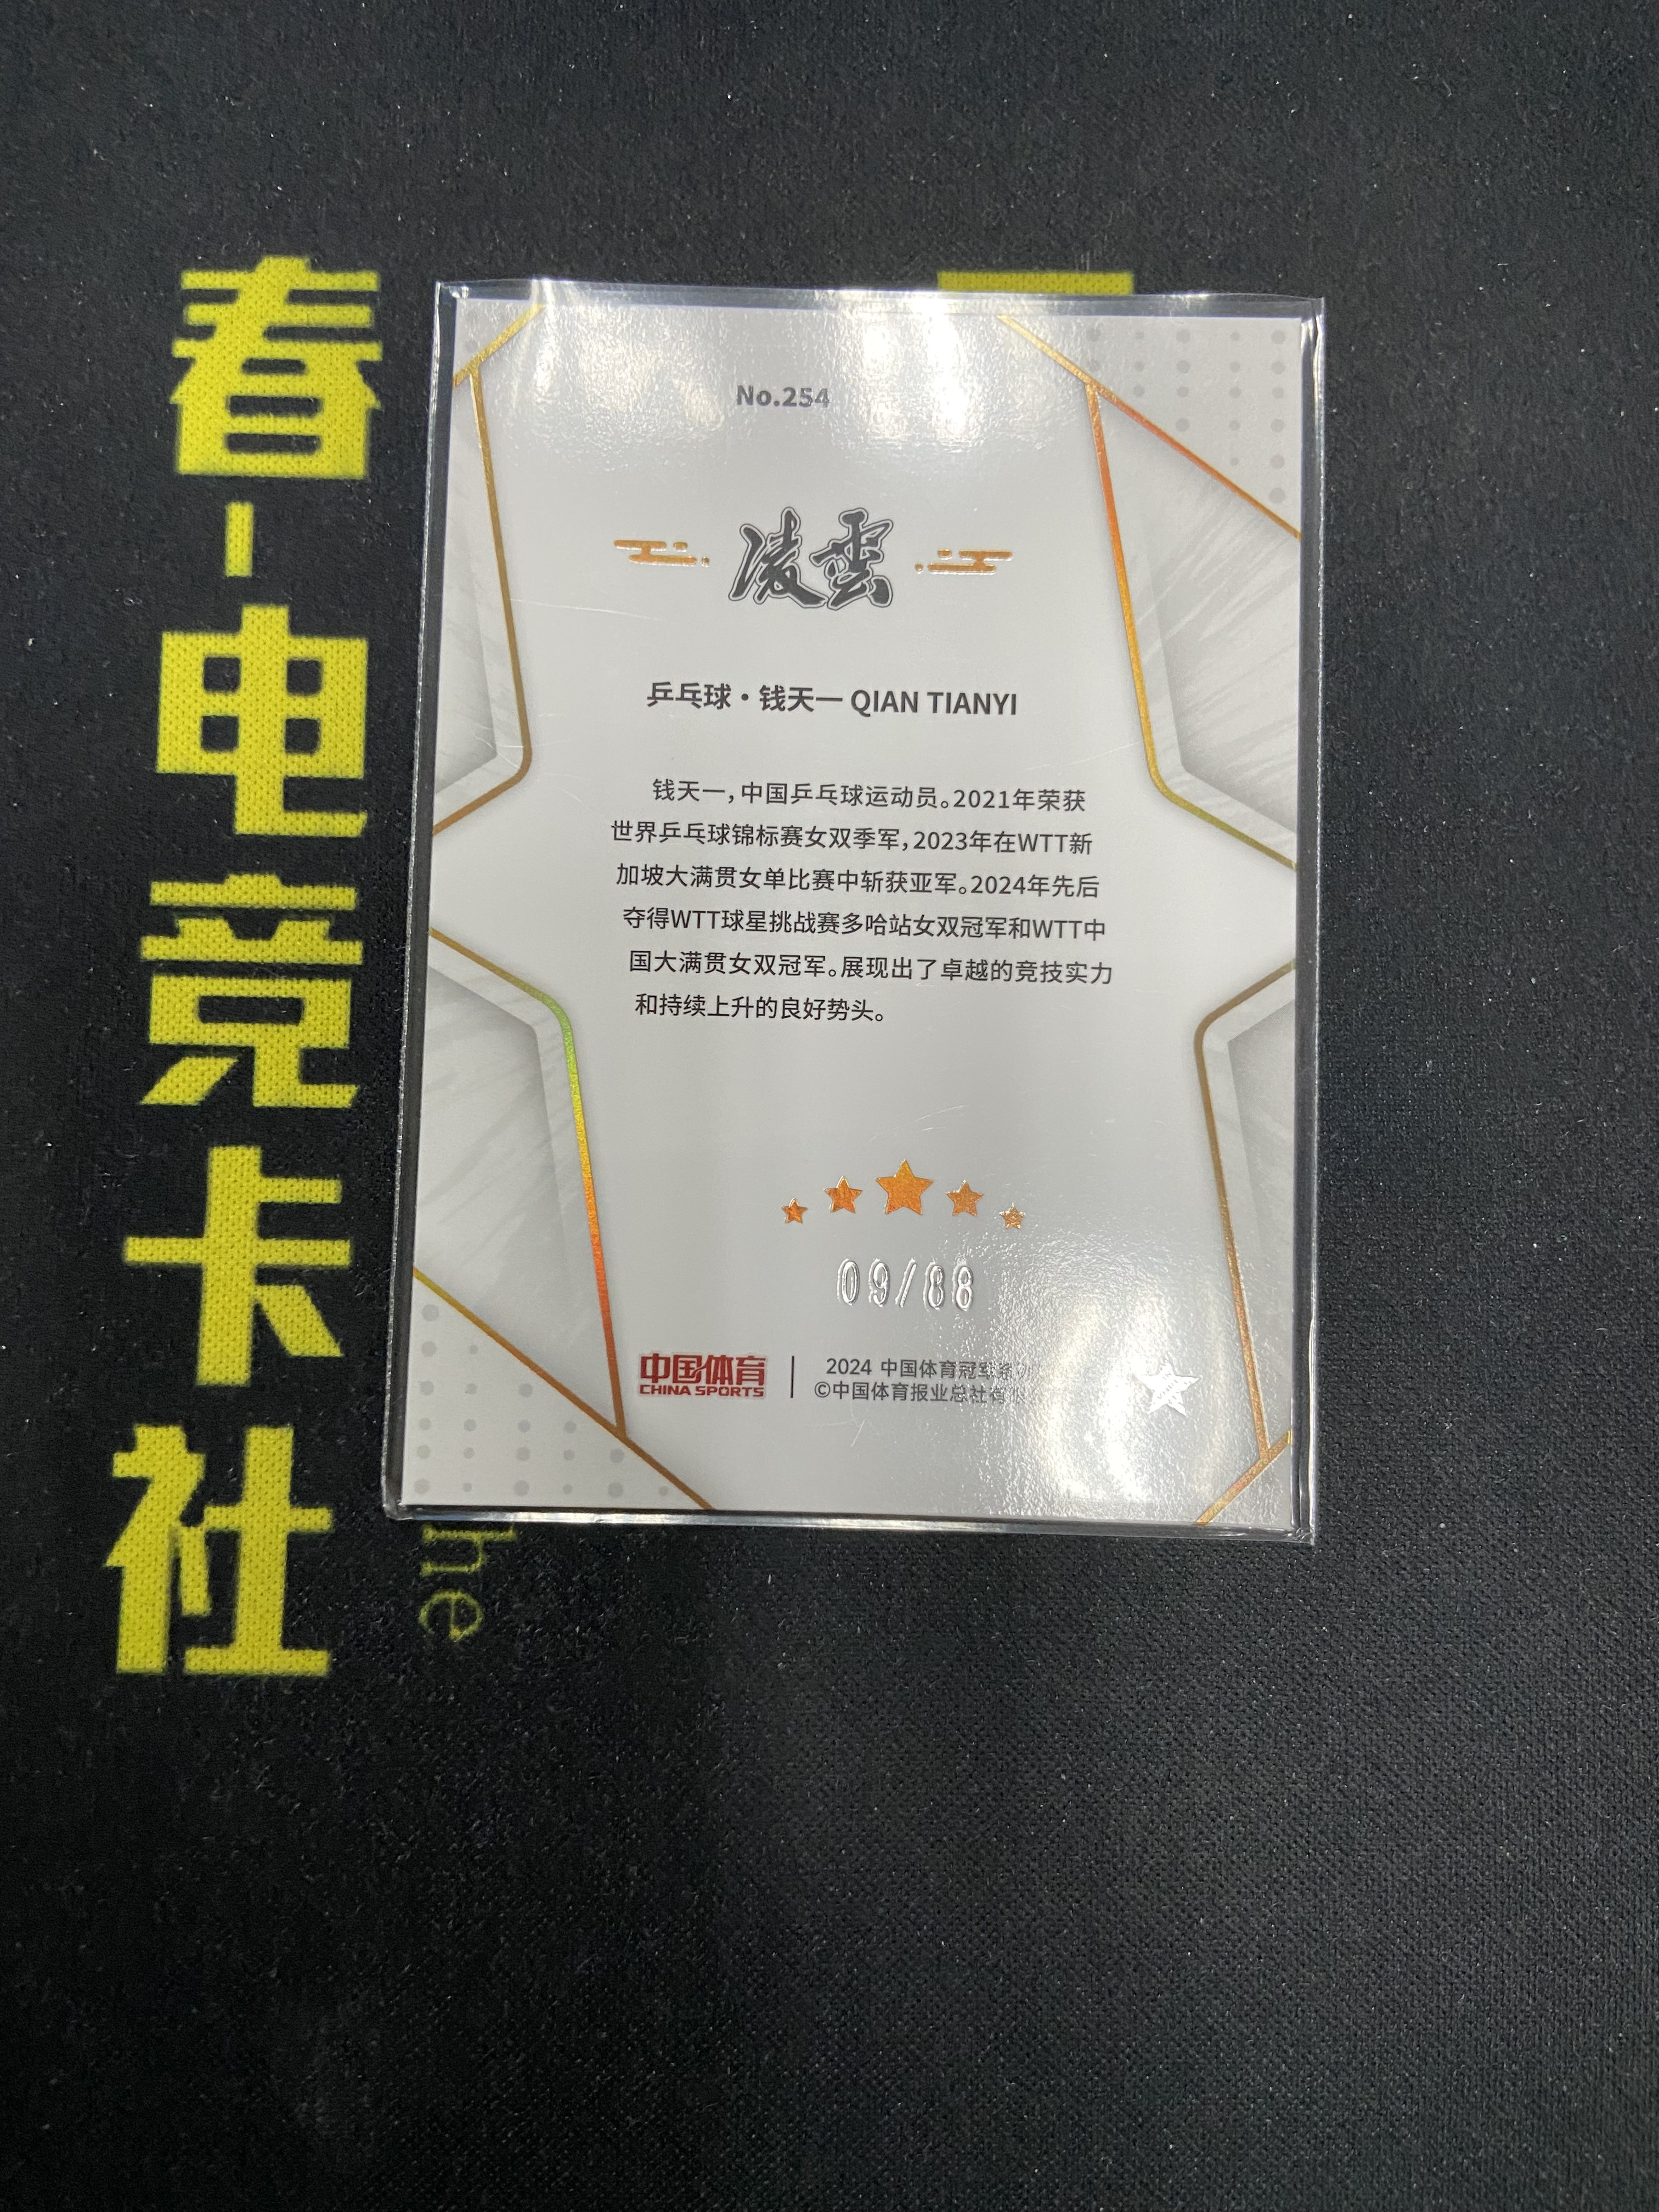 春-电竞卡社
No.254
凌雲
乒乓球·钱天一 QIAN TIANYI
钱天一，中国乒乓球运动员。2021年荣获
世界乒乓球锦标赛女双季军，2023年在WTT新
加坡大满贯女单比赛中斩获亚军。2024年先后
夺得WTT球星挑战赛多哈站女双冠军和WTT中
国大满贯女双冠军。展现出了卓越的竞技实力
和持续上升的良好势头。
09/88
中国体育
CHINA SPORTS
2024 中国体育冠军系列
©中国体育报业总社有限
he